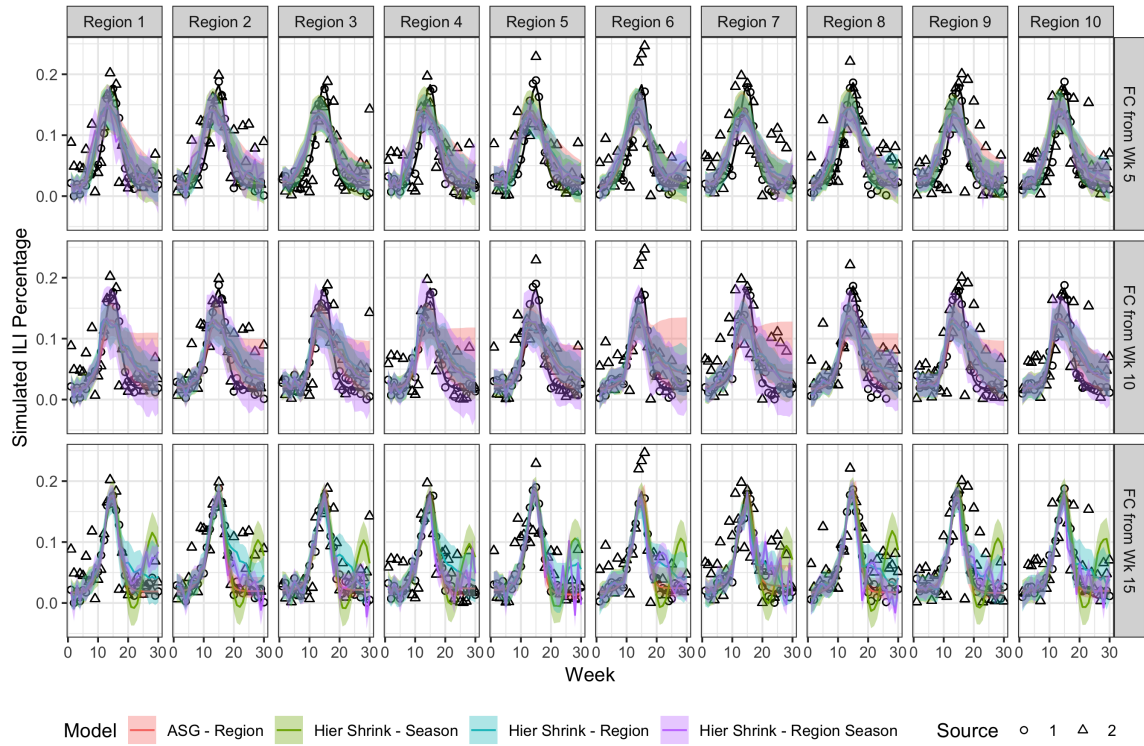 Region 1 Region 2 Region 3 Region 4 Region 5 Region 6 Region 7 Region 8 Region 9 Region 10
0.2
0.1
0.0
FC from Wk 5
0.2
0.1
0.0
FC from Wk 10
0.2
0.1
0.0
FC from Wk 15
Simulated ILI Percentage
0 10 20 30 0 10 20 30 0 10 20 30 0 10 20 30 0 10 20 30 0 10 20 30 0 10 20 30 0 10 20 30 0 10 20 30 0 10 20 30
Week
Model ASG - Region Hier Shrink - Season Hier Shrink - Region Hier Shrink - Region Season Source 1 2